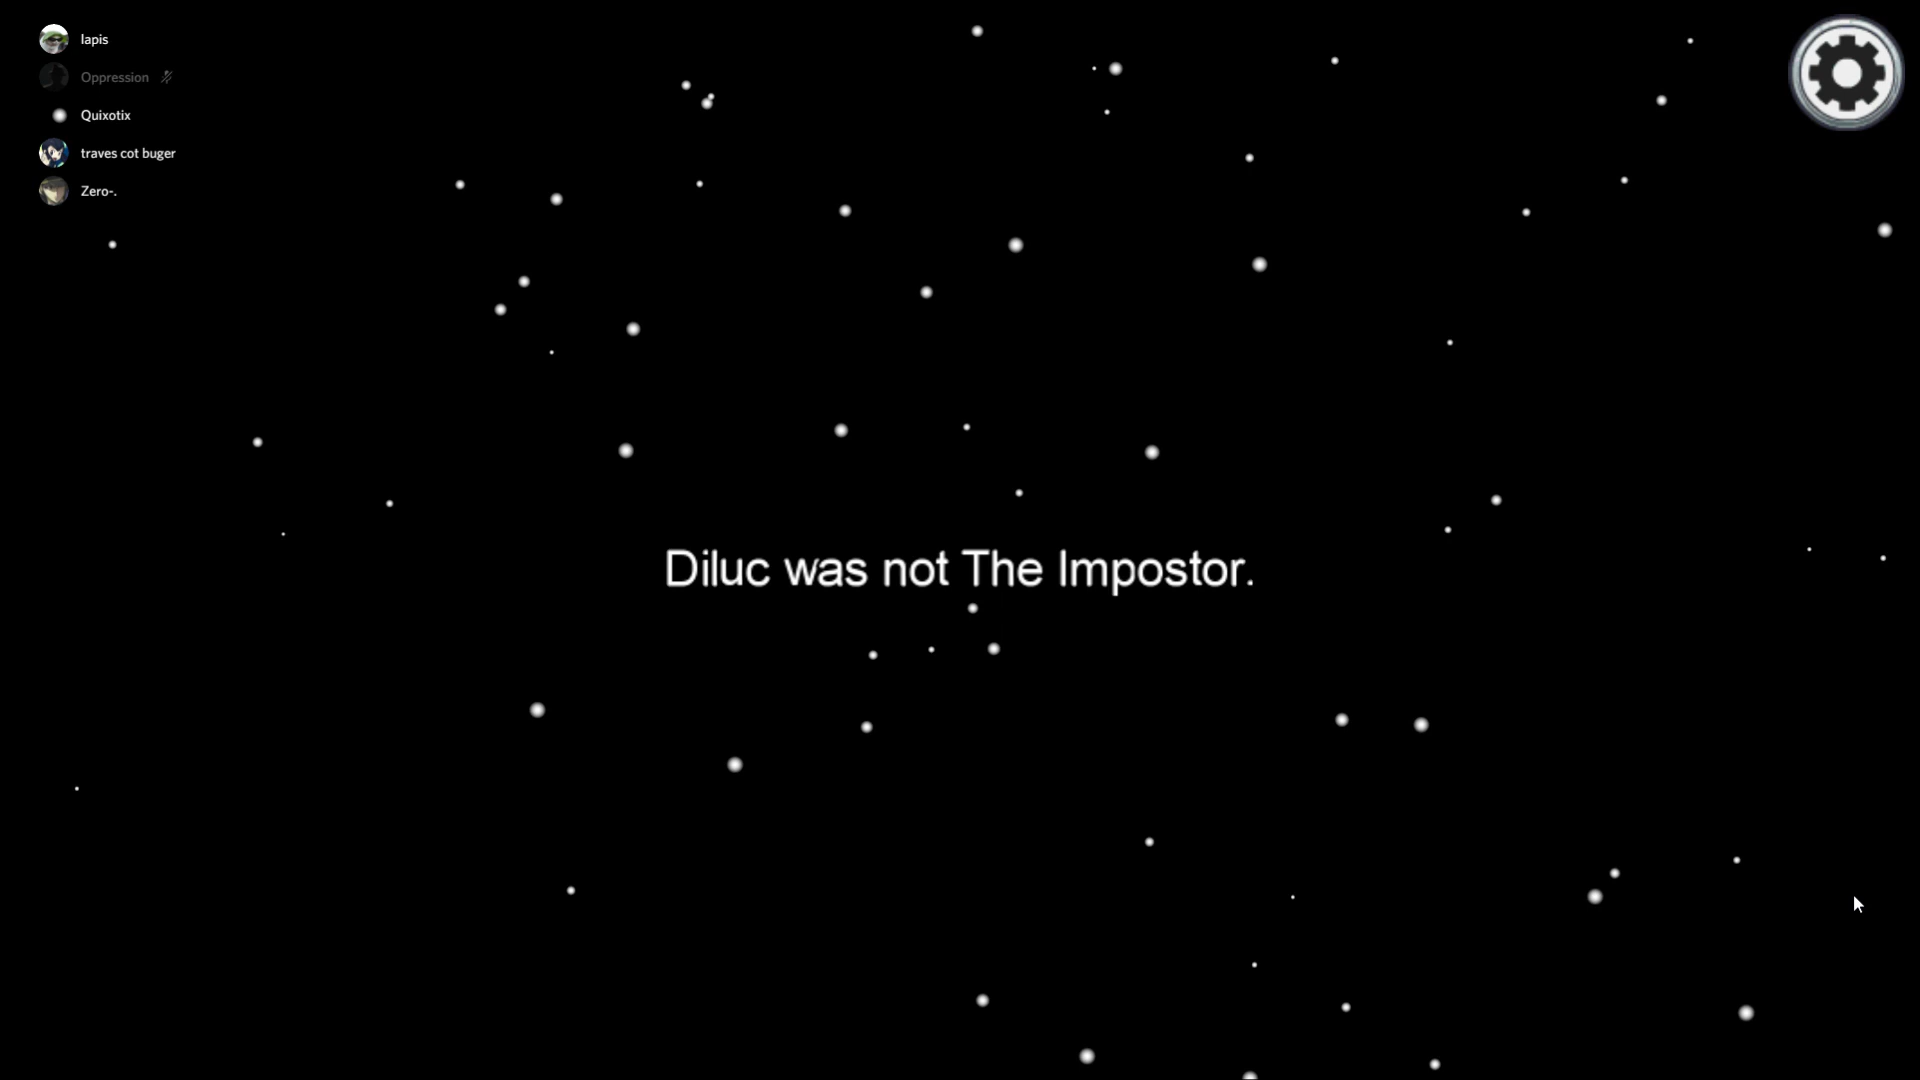 lapis
Oppression
Quixotix
traves cot buger
Zero-.
Diluc was not The Impostor.